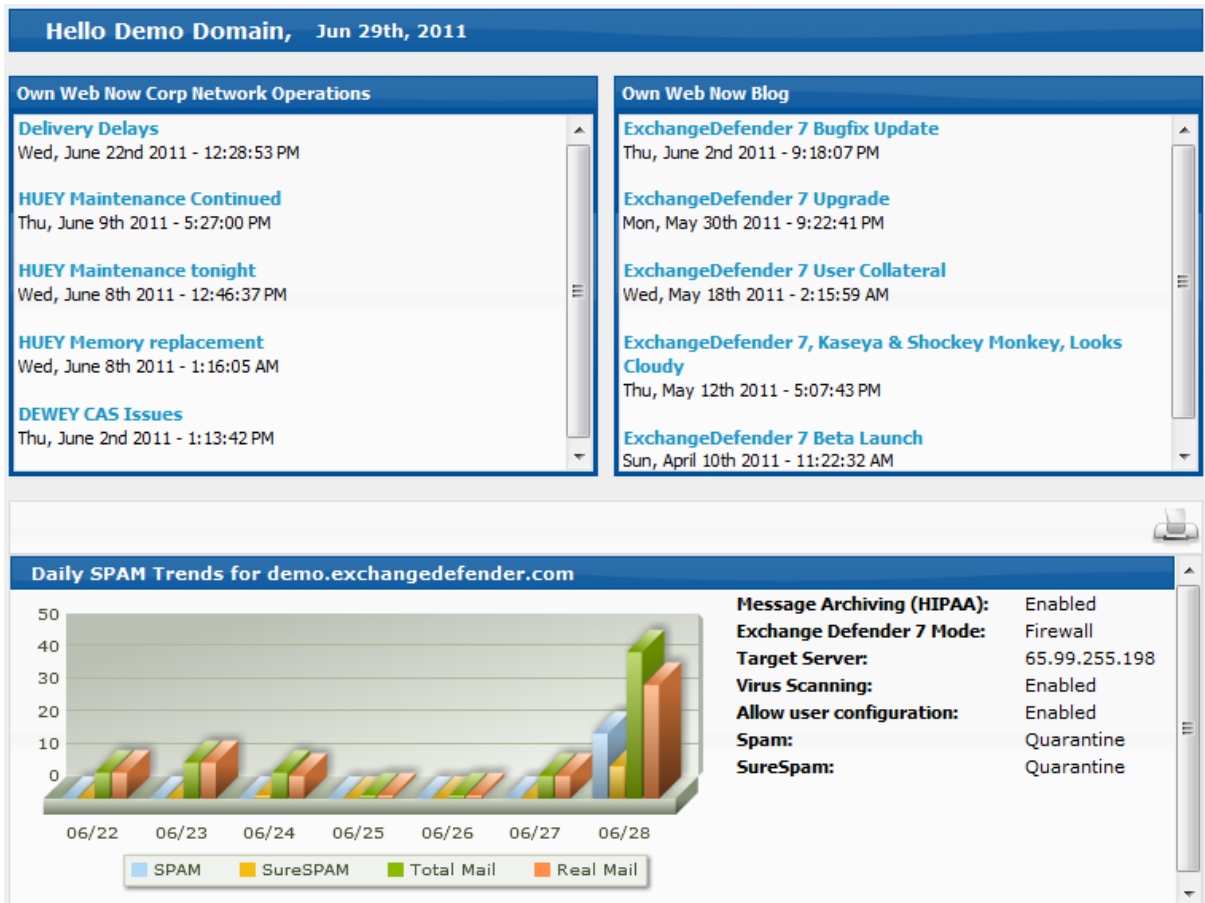 Hello Demo Domain, Jun 29th, 2011
Own Web Now Corp Network Operations
Delivery Delays
Wed, June 22nd 2011 - 12:28:53 PM
HUEY Maintenance Continued
Thu, June 9th 2011 - 5:27:00 PM
HUEY Maintenance tonight
Wed, June 8th 2011 - 12:46:37 PM
HUEY Memory replacement
Wed, June 8th 2011 - 1:16:05 AM
DEWEY CAS Issues
Thu, June 2nd 2011 - 1:13:42 PM
Own Web Now Blog
ExchangeDefender 7 Bugfix Update
Thu, June 2nd 2011 - 9:18:07 PM
ExchangeDefender 7 Upgrade
Mon, May 30th 2011 - 9:22:41 PM
ExchangeDefender 7 User Collateral
Wed, May 18th 2011 - 2:15:59 AM
ExchangeDefender 7, Kaseya & Shockey Monkey, Looks
Cloudy
Thu, May 12th 2011 - 5:07:43 PM
ExchangeDefender 7 Beta Launch
Sun, April 10th 2011 - 11:22:32 AM
Daily SPAM Trends for demo.exchangedefender.com
50
40
30
20
10
0
06/22 06/23 06/24 06/25 06/26 06/27 06/28
SPAM SureSPAM Total Mail Real Mail
Message Archiving (HIPAA): Enabled
Exchange Defender 7 Mode: Firewall
Target Server: 65.99.255.198
Virus Scanning: Enabled
Allow user configuration: Enabled
Spam: Quarantine
SureSpam: Quarantine